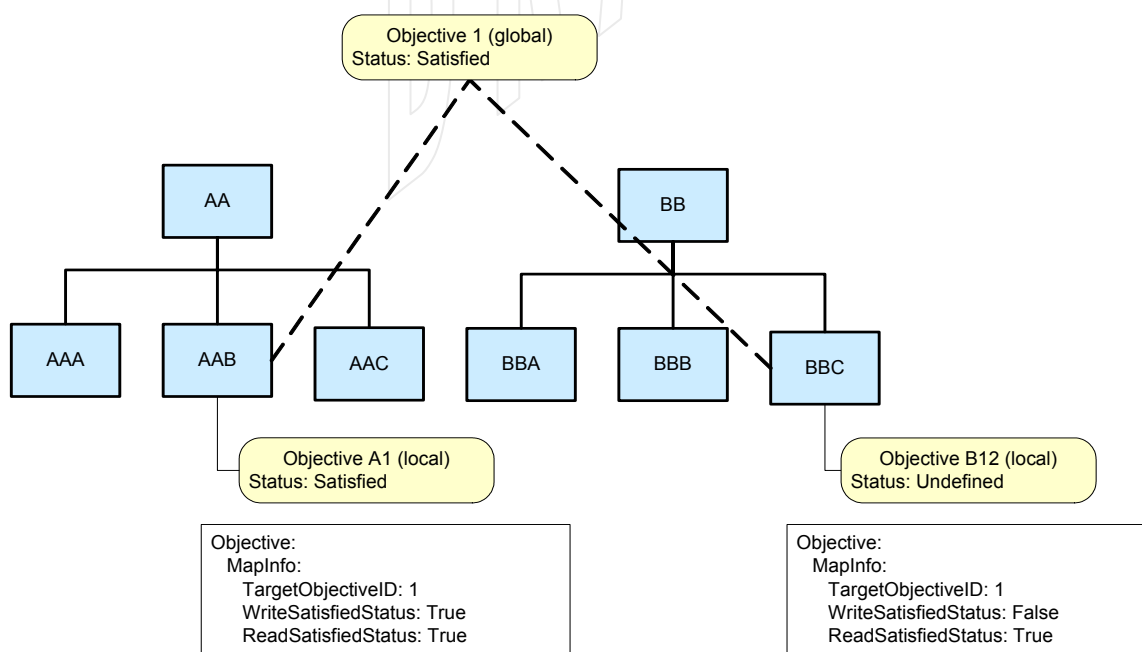 Objective 1 (global)
Status: Satisfied
AA
BB
AAA
AAB
AAC
BBA
BBB
BBC
Objective A1 (local)
Status: Satisfied
Objective B12 (local)
Status: Undefined
Objective:
MapInfo:
TargetObjectiveID: 1
WriteSatisfiedStatus: True
ReadSatisfiedStatus: True
Objective:
MapInfo:
TargetObjectiveID: 1
WriteSatisfiedStatus: False
ReadSatisfiedStatus: True